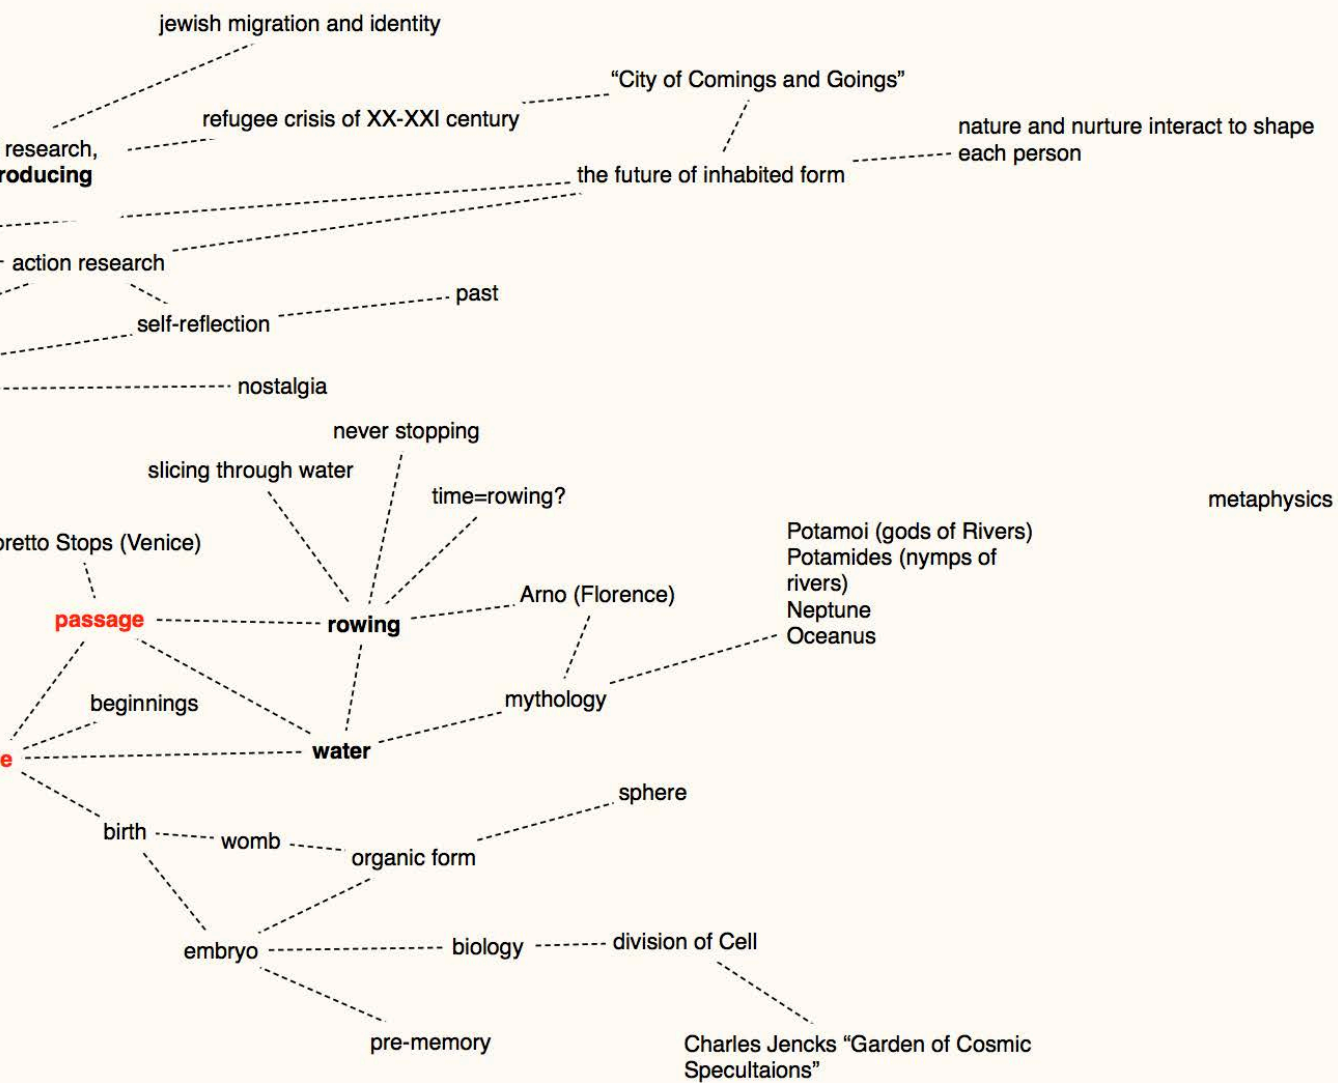 jewish migration and identity
“City of Comings and Goings”
refugee crisis of XX-XXI century
nature and nurture interact to shape
each person
research,
roducing
the future of inhabited form
action research
past
self-reflection
nostalgia
never stopping
slicing through water
time=rowing?
metaphysics
Potamoi (gods of Rivers)
Potamides (nymps of
rivers)
Neptune
Oceanus
oretto Stops (Venice)
Arno (Florence)
passage
rowing
mythology
beginnings
water
e
sphere
birth
womb
organic form
embryo
biology
division of Cell
pre-memory
Charles Jencks “Garden of Cosmic
Specultaions”